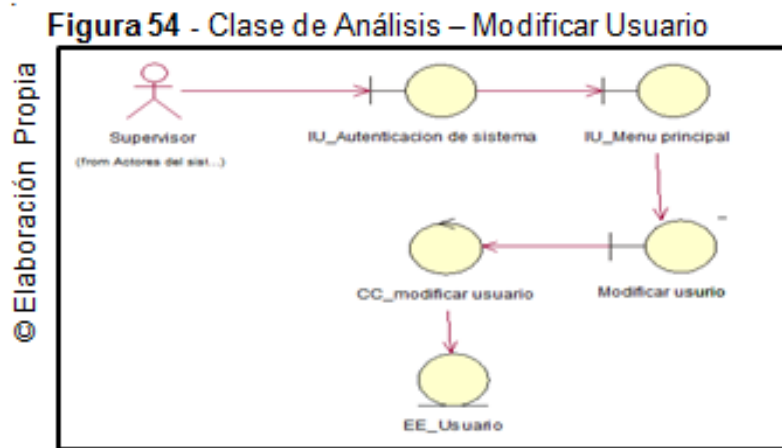 Figura 54 - Clase de Análisis – Modificar Usuario
© Elaboración Propia
Supervisor
(from Actores del sist...)
IU_Autenticacion de sistema
IU_Menu principal
CC_modificar usuario
Modificar usurio
EE_Usuario